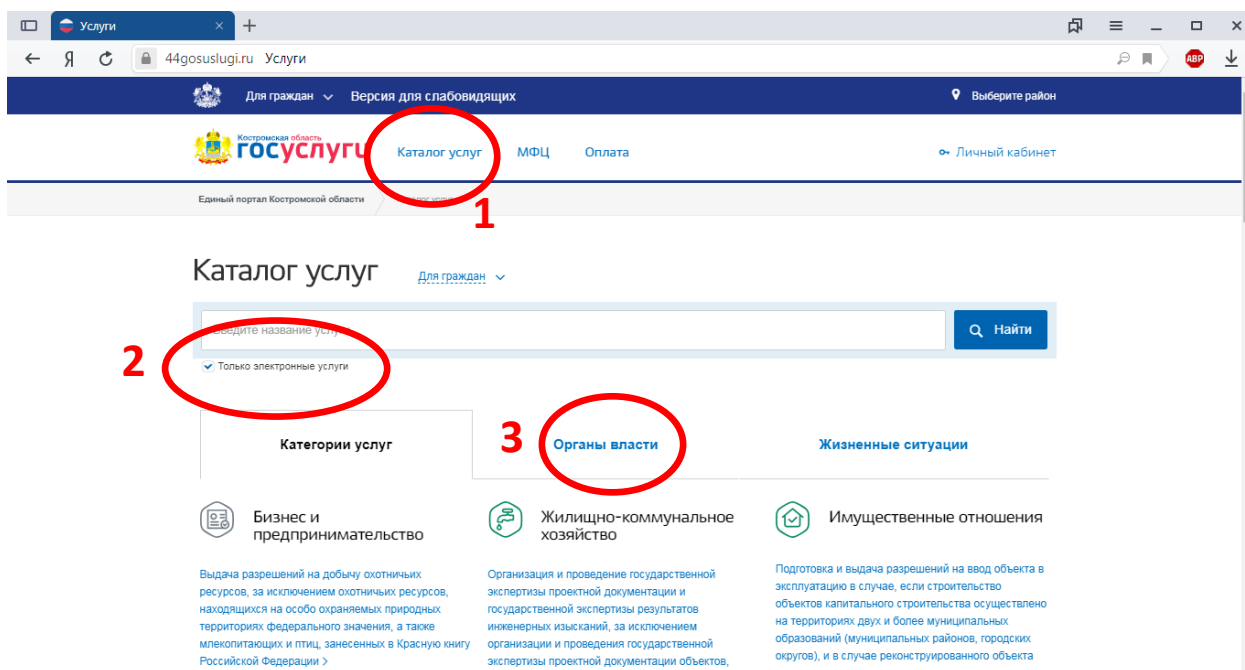 Услуги
44gosuslugi.ru Услуги
ABP
Для граждан Версия для слабовидящих Выберите район
Костромская область
госуслуги Каталог услуг МФЦ Оплата Личный кабинет
Единый портал Костромской области
1
Каталог услуг Для граждан
Введите название услуги Найти
2
Только электронные услуги
Категории услуг 3 Органы власти Жизненные ситуации
Бизнес и
предпринимательство
Выдача разрешений на добычу охотничьих
ресурсов, за исключением охотничьих ресурсов,
находящихся на особо охраняемых природных
территориях федерального значения, а также
млекопитающих и птиц, занесенных в Красную книгу
Российской Федерации >
Жилищно-коммунальное
хозяйство
Организация и проведение государственной
экспертизы проектной документации и
государственной экспертизы результатов
инженерных изысканий, за исключением
организации и проведения государственной
экспертизы проектной документации объектов,
Имущественные отношения
Подготовка и выдача разрешений на ввод объекта в
эксплуатацию в случае, если строительство
объектов капитального строительства осуществлено
на территориях двух и более муниципальных
образований (муниципальных районов, городских
округов), и в случае реконструированного объекта